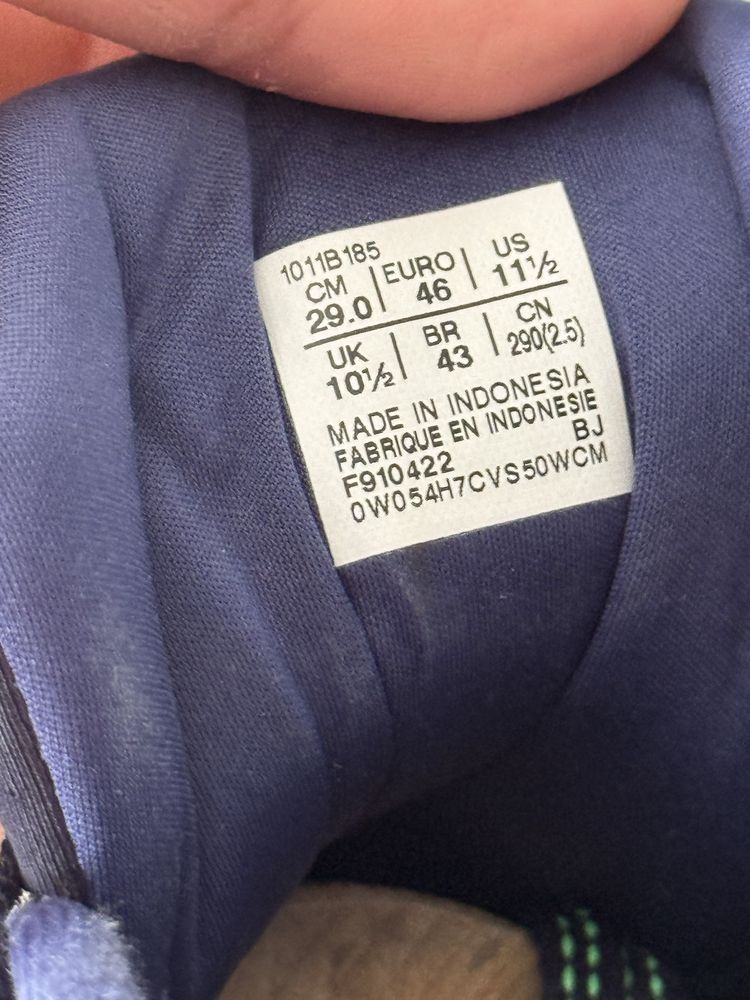 1011B185
CM | EURO | US
29.0 | 46 | 11½
UK | BR | CN
10½ | 43 | 290(2.5)
MADE IN INDONESIA
FABRIQUE EN INDONESIE
F910422 BJ
0W054H7CVS50WCM